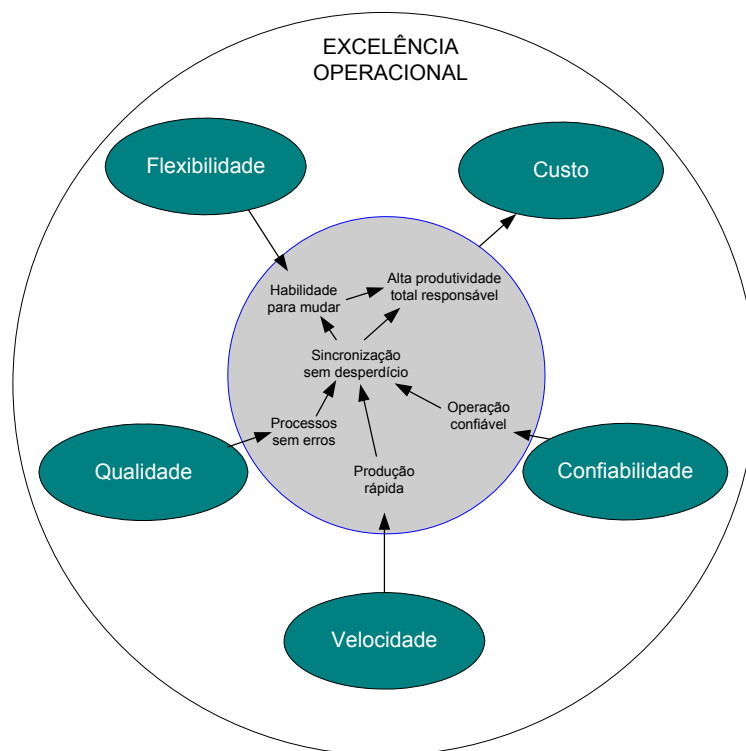 EXCELÊNCIA
OPERACIONAL
Flexibilidade
Custo
Habilidade
para mudar
Alta produtividade
total responsável
Sincronização
sem desperdício
Processos
sem erros
Operação
confiável
Produção
rápida
Qualidade
Confiabilidade
Velocidade